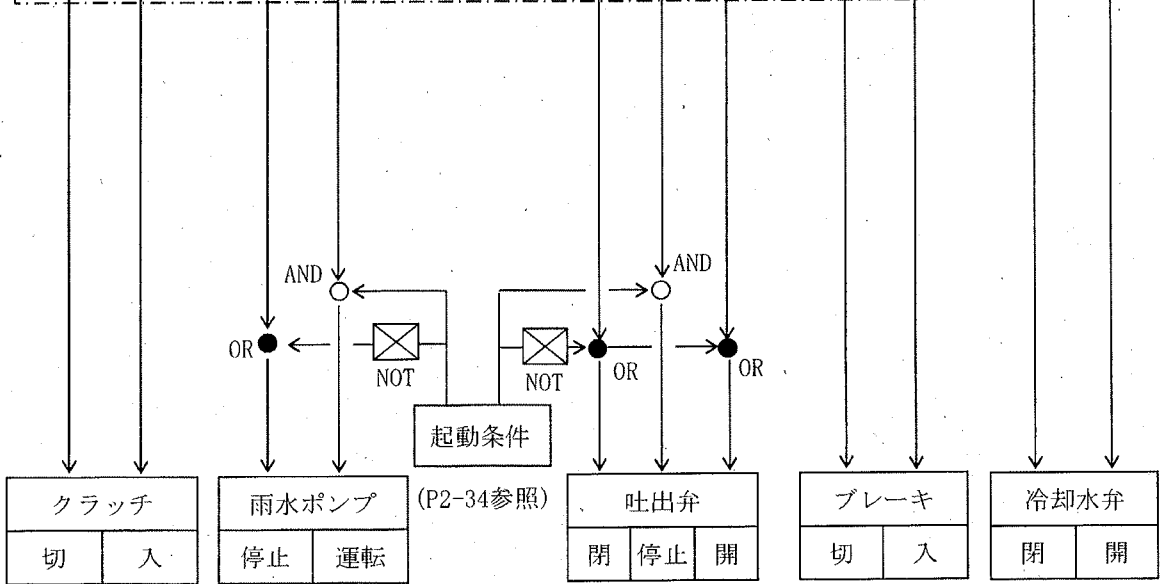 AND
AND
OR
NOT
NOT
OR
OR
起動条件
(P2-34参照)
クラッチ
切 入
雨水ポンプ
停止 運転
吐出弁
閉 停止 開
ブレーキ
切 入
冷却水弁
閉 開